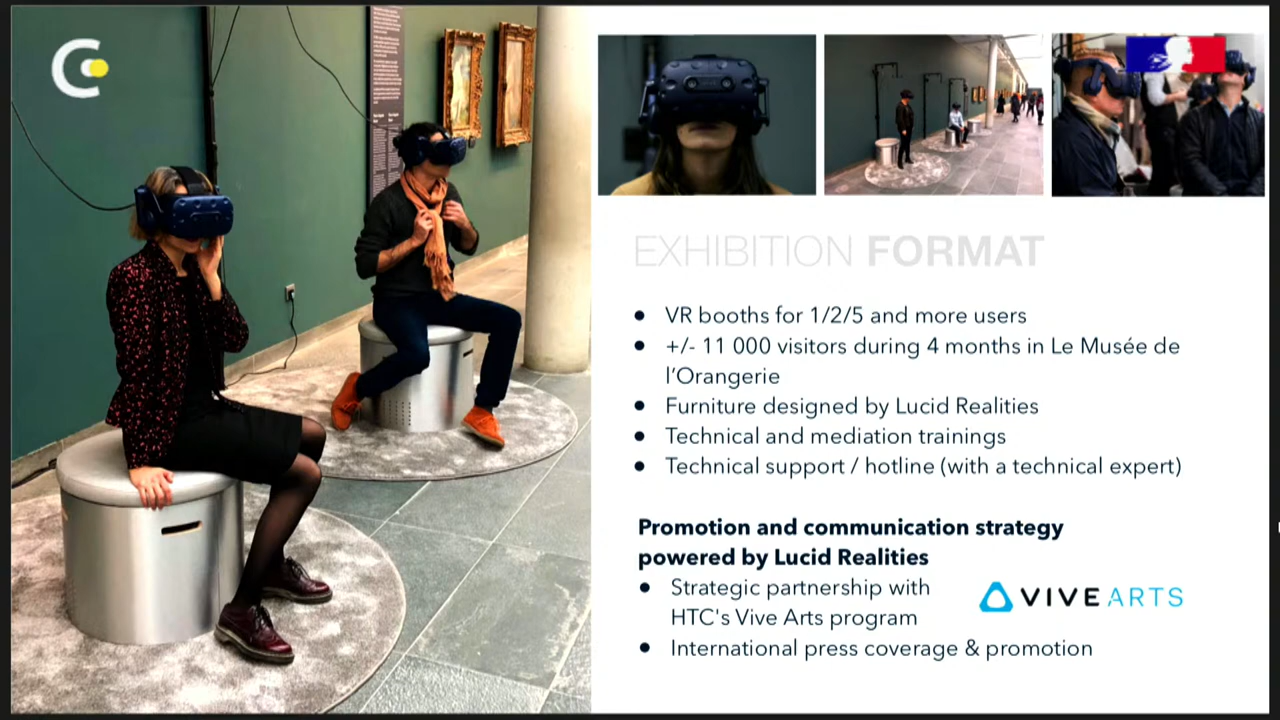 EXHIBITION FORMAT
● VR booths for 1/2/5 and more users
● +/- 11 000 visitors during 4 months in Le Musée de
l'Orangerie
● Furniture designed by Lucid Realities
● Technical and mediation trainings
● Technical support / hotline (with a technical expert)
Promotion and communication strategy
powered by Lucid Realities
● Strategic partnership with
HTC's Vive Arts program
VIVE ARTS
● International press coverage & promotion